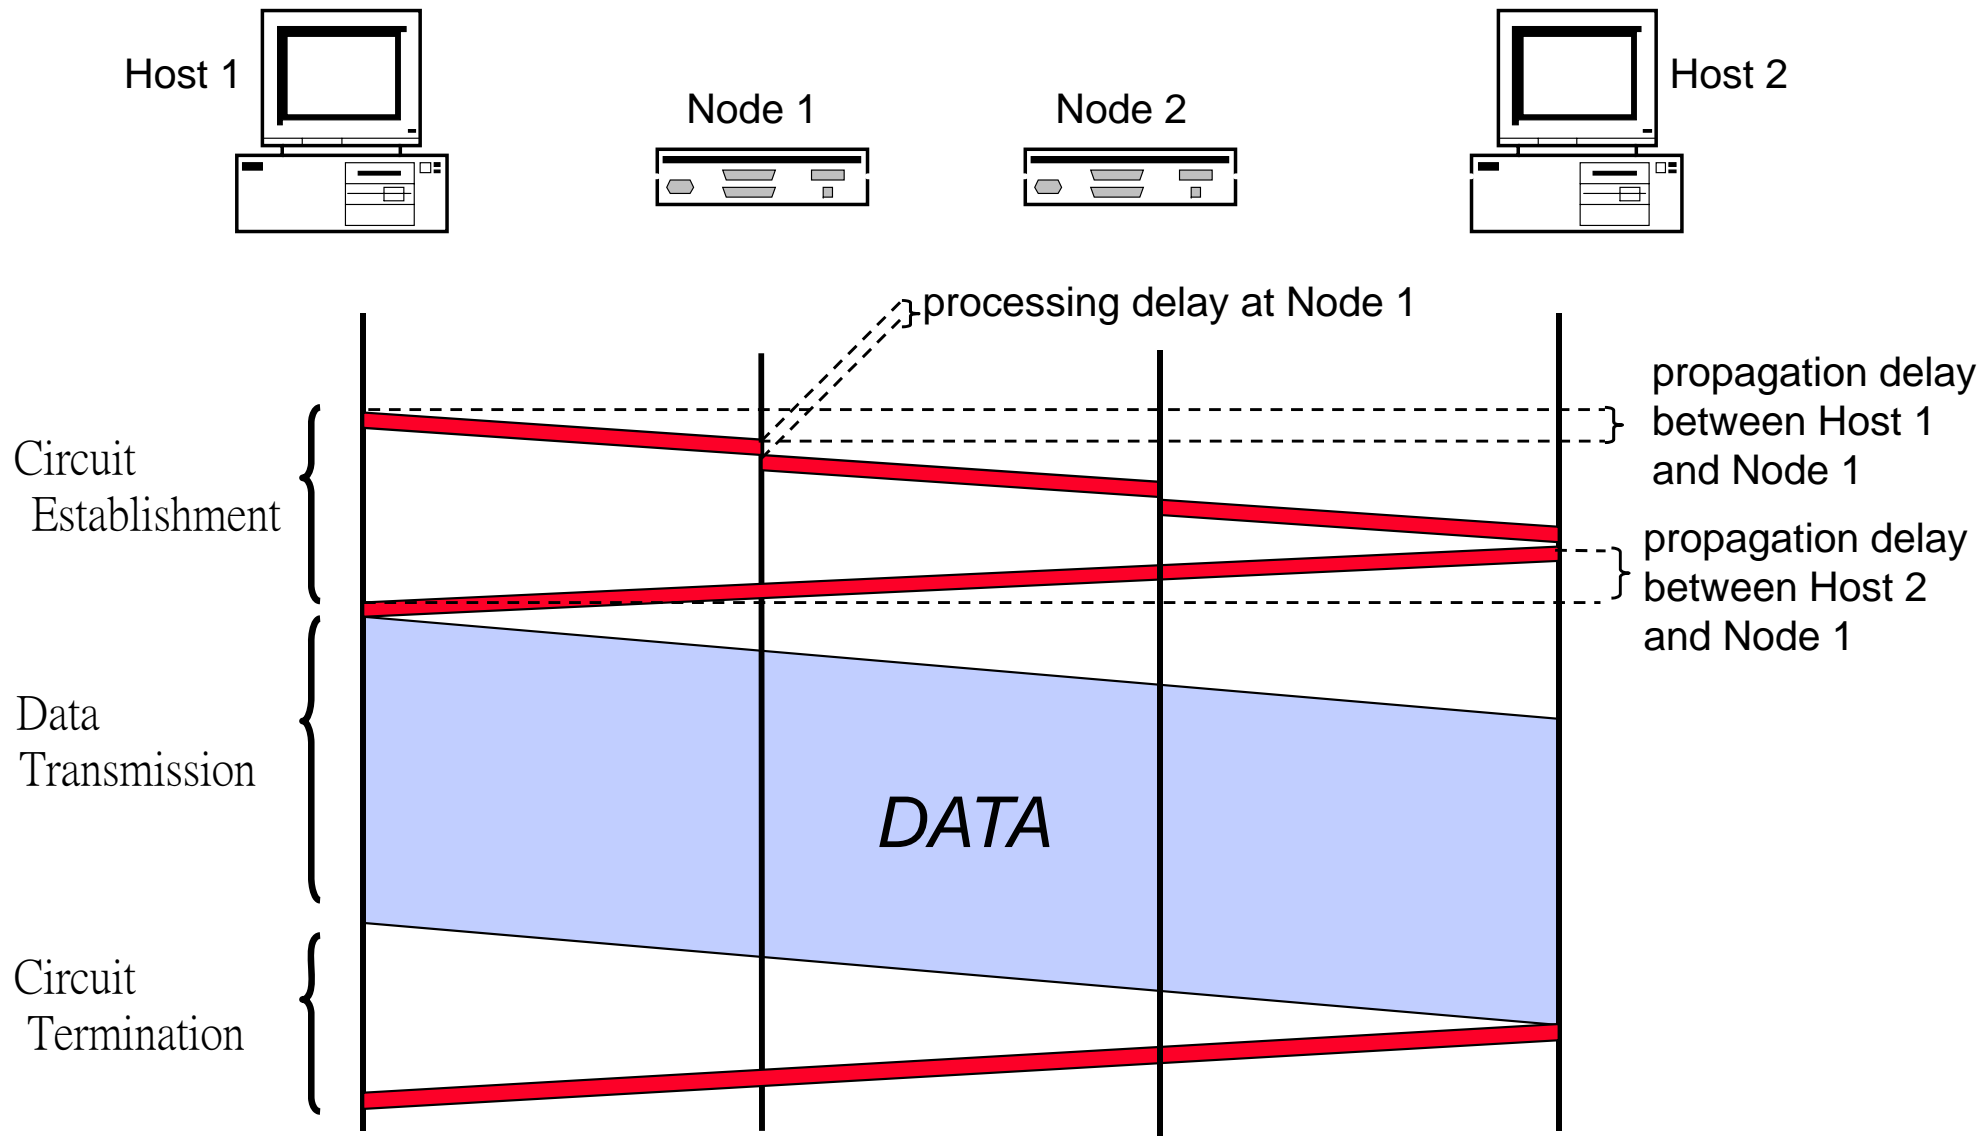 Host 1
Node 1
Node 2
Host 2
processing delay at Node 1
propagation delay
between Host 1
and Node 1
Circuit
Establishment
propagation delay
between Host 2
and Node 1
Data
Transmission
DATA
Circuit
Termination